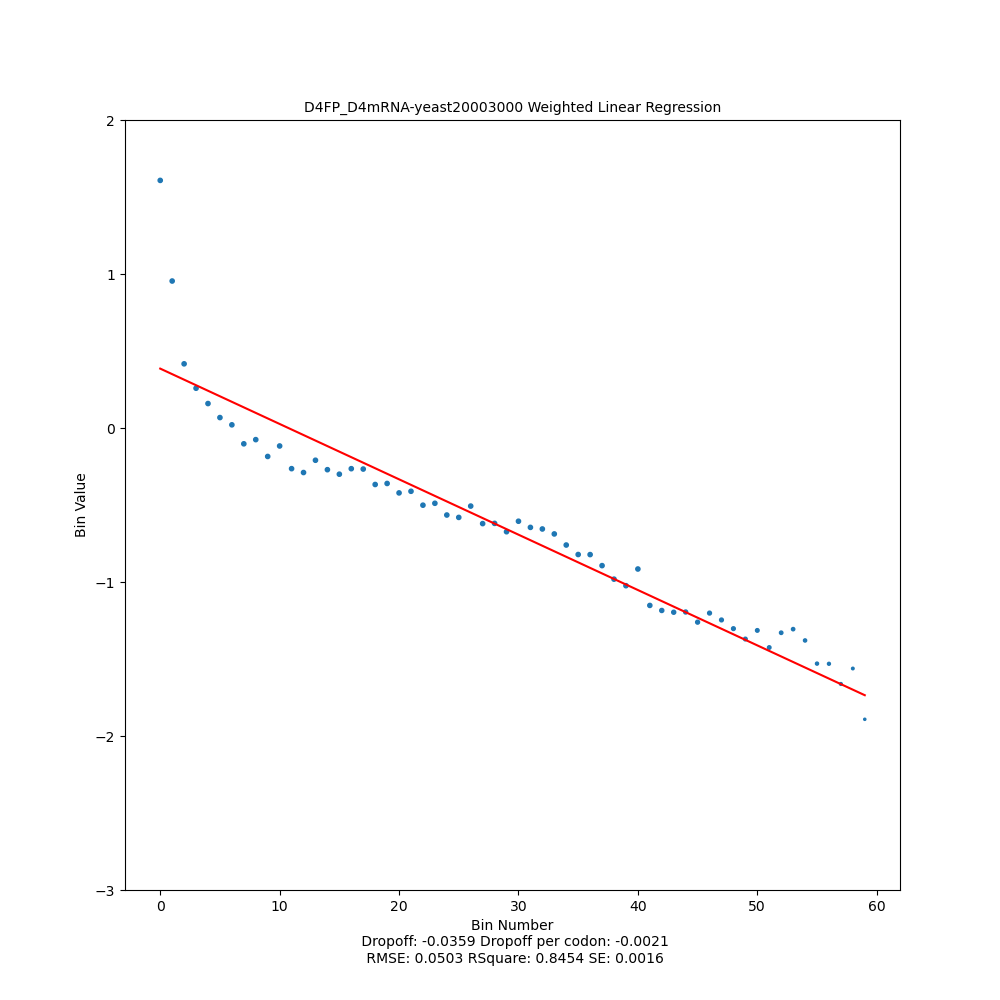 D4FP_D4mRNA-yeast20003000 Weighted Linear Regression
2
1
0
−1
−2
−3
Bin Value
0 10 20 30 40 50 60
Bin Number
Dropoff: -0.0359 Dropoff per codon: -0.0021
RMSE: 0.0503 RSquare: 0.8454 SE: 0.0016